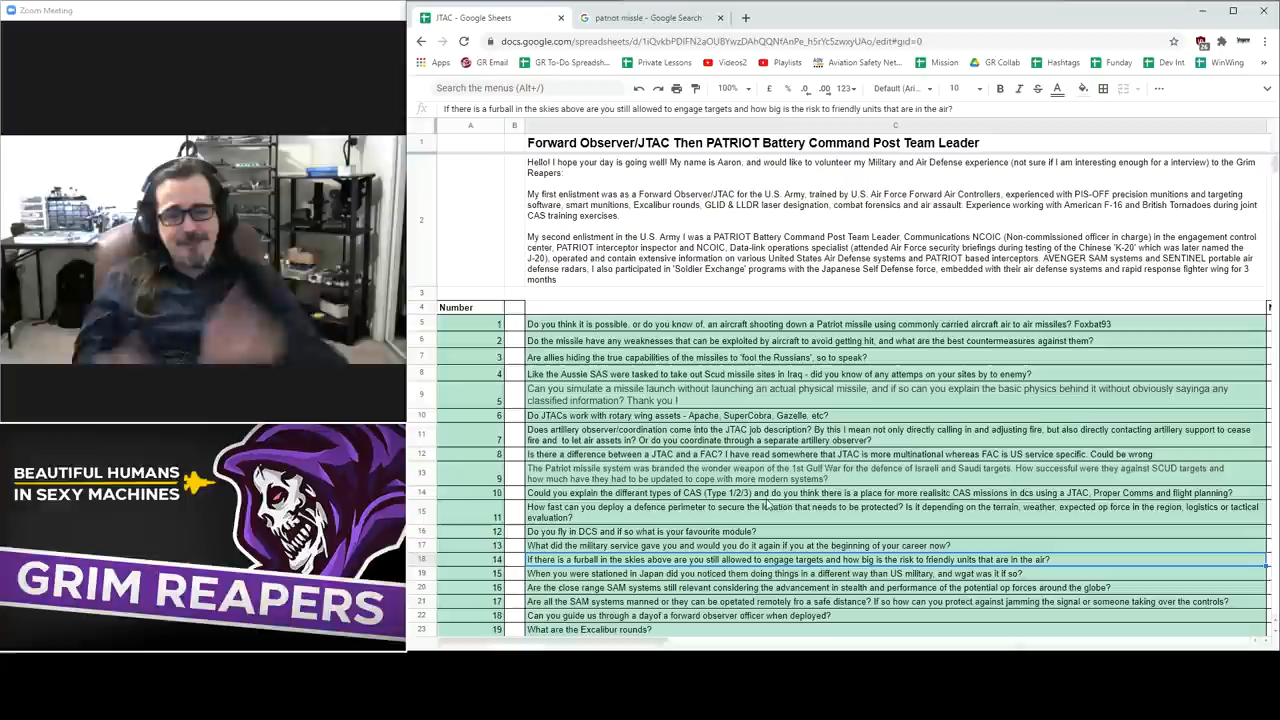 Zoom Meeting
JTAC - Google Sheets
patriot missle - Google Search
docs.google.com/spreadsheets/d/1iQvkbPDIFN2aOUBYwzDAhQQNfAnPe_h5rYc5zwxyUAo/edit#gid=0
Apps
GR Email
GR To-Do Spreadsh...
Private Lessons
Videos2
Playlists
Aviation Safety Net...
Mission
GR Collab
Hashtags
Funday
Dev Int
WinWing
Search the menus (Alt+/)
100%
£ % .0 .00 123
Default (Ari...
10
B I S A
fx If there is a furball in the skies above are you still allowed to engage targets and how big is the risk to friendly units that are in the air?
A B C
1 Forward Observer/JTAC Then PATRIOT Battery Command Post Team Leader
Hello! I hope your day is going well! My name is Aaron, and would like to volunteer my Military and Air Defense experience (not sure if I am interesting enough for a interview) to the Grim
Reapers:
My first enlistment was as a Forward Observer/JTAC for the U.S. Army, trained by U.S. Air Force Forward Air Controllers, experienced with PIS-OFF precision munitions and targeting
software, smart munitions, Excalibur rounds, GLID & LLDR laser designation, combat forensics and air assault. Experience working with American F-16 and British Tornadoes during joint
CAS training exercises.
2
My second enlistment in the U.S. Army I was a PATRIOT Battery Command Post Team Leader, Communications NCOIC (Non-commissioned officer in charge) in the engagement control
center, PATRIOT interceptor inspector and NCOIC, Data-link operations specialist (attended Air Force security briefings during testing of the Chinese 'K-20' which was later named the
J-20), operated and contain extensive information on various United States Air Defense systems and PATRIOT based interceptors. AVENGER SAM systems and SENTINEL portable air
defense radars, I also participated in 'Soldier Exchange' programs with the Japanese Self Defense force, embedded with their air defense systems and rapid response fighter wing for 3
months
3
4 Number
5 1 Do you think it is possible. or do you know of. an aircraft shooting down a Patriot missile using commonly carried aircraft air to air missiles? Foxbat93
6 2 Do the missile have any weaknesses that can be exploited by aircraft to avoid getting hit, and what are the best countermeasures against them?
7 3 Are allies hiding the true capabilities of the missiles to 'fool the Russians', so to speak?
8 4 Like the Aussie SAS were tasked to take out Scud missile sites in Iraq - did you know of any attemps on your sites by to enemy?
Can you simulate a missile launch without launching an actual physical missile, and if so can you explain the basic physics behind it without obviously sayinga any
9 5 classified information? Thank you !
10 6 Do JTACs work with rotary wing assets - Apache, SuperCobra, Gazelle, etc?
Does artillery observer/coordination come into the JTAC job description? By this I mean not only directly calling in and adjusting fire, but also directly contacting artillery support to cease
11 7 fire and to let air assets in? Or do you coordinate through a separate artillery observer?
12 8 Is there a difference between a JTAC and a FAC? I have read somewhere that JTAC is more multinational whereas FAC is US service specific. Could be wrong
The Patriot missile system was branded the wonder weapon of the 1st Gulf War for the defence of Israeli and Saudi targets. How successful were they against SCUD targets and
13 9 how much have they had to be updated to cope with more modern systems?
14 10 Could you explain the differant types of CAS (Type 1/2/3) and do you think there is a place for more realisitc CAS missions in dcs using a JTAC, Proper Comms and flight planning?
How fast can you deploy a defence perimeter to secure the location that needs to be protected? Is it depending on the terrain, weather, expected op force in the region, logistics or tactical
15 11 evaluation?
16 12 Do you fly in DCS and if so what is your favourite module?
17 13 What did the military service gave you and would you do it again if you at the beginning of your career now?
18 14 If there is a furball in the skies above are you still allowed to engage targets and how big is the risk to friendly units that are in the air?
19 15 When you were stationed in Japan did you noticed them doing things in a different way than US military, and wgat was it if so?
20 16 Are the close range SAM systems still relevant considering the advancement in stealth and performance of the potential op forces around the globe?
21 17 Are all the SAM systems manned or they can be opetated remotely fro a safe distance? If so how can you protect against jamming the signal or someone taking over the controls?
22 18 Can you guide us through a dayof a forward observer officer when deployed?
23 19 What are the Excalibur rounds?
BEAUTIFUL HUMANS
IN SEXY MACHINES
GRIM REAPERS